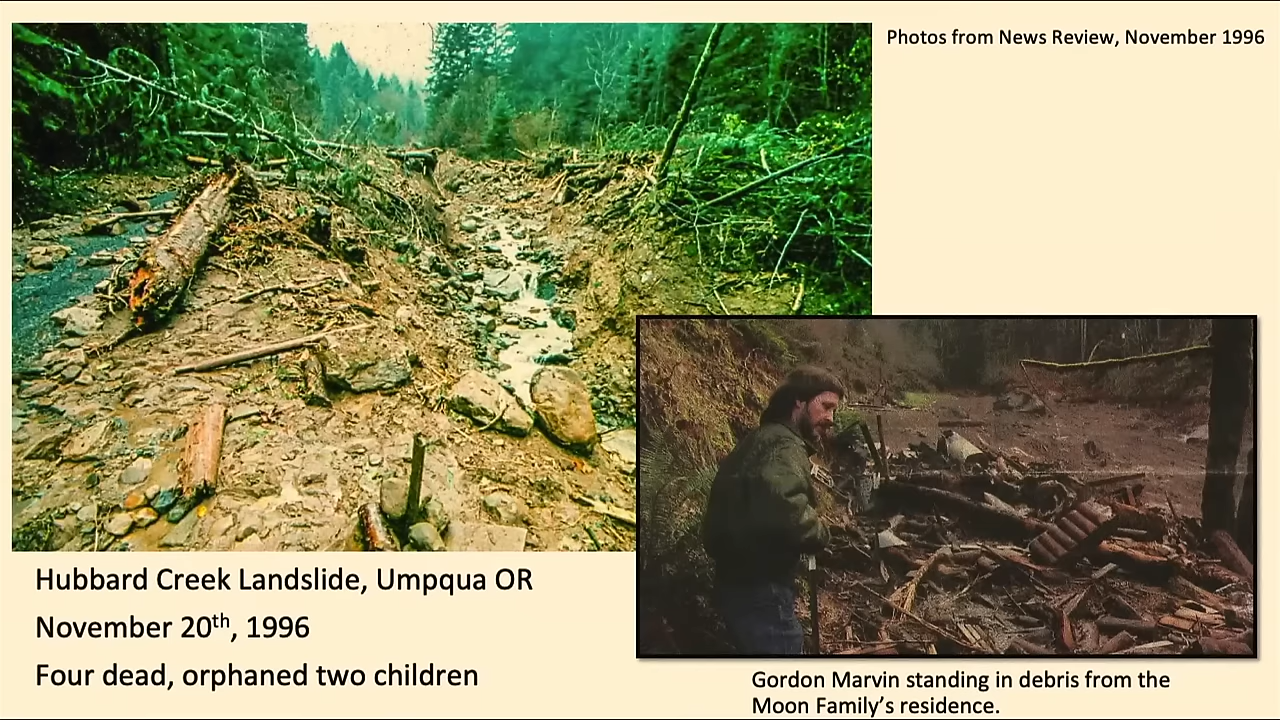 Photos from News Review, November 1996
Hubbard Creek Landslide, Umpqua OR
November 20th, 1996
Four dead, orphaned two children
Gordon Marvin standing in debris from the
Moon Family's residence.